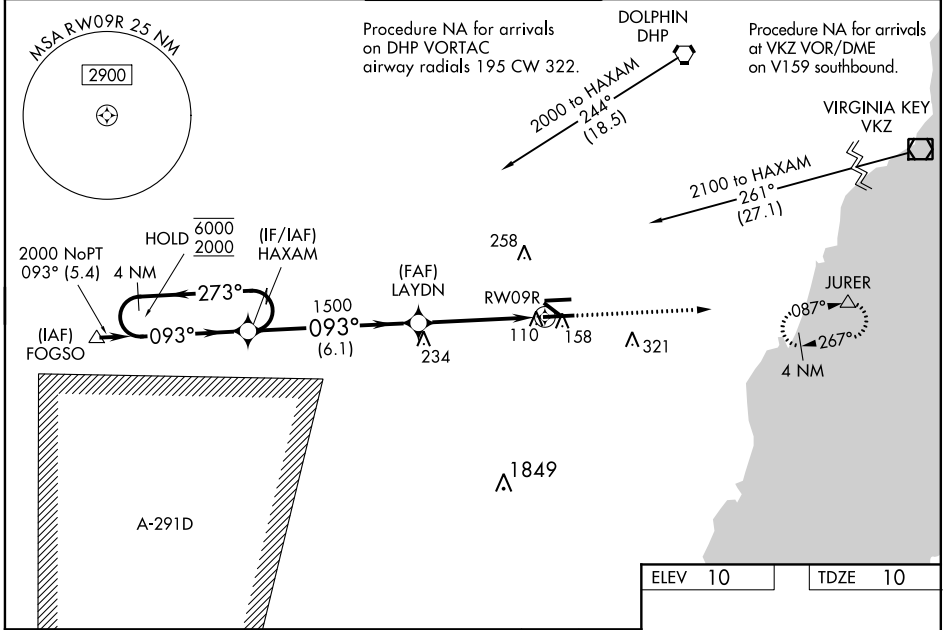 MSA RW09R 25 NM
2900
Procedure NA for arrivals
on DHP VORTAC
airway radials 195 CW 322.
DOLPHIN
DHP
Procedure NA for arrivals
at VKZ VOR/DME
on V159 southbound.
2000 to HAXAM
244°
(18.5)
VIRGINIA KEY
VKZ
2100 to HAXAM
261°
(27.1)
2000 NoPT
093° (5.4)
HOLD
6000
2000
4 NM
(IF/IAF)
HAXAM
273°
093°
(IAF)
FOGSO
1500
093°
(6.1)
(FAF)
LAYDN
234
258
RW09R
110
158
321
JURER
087°
267°
4 NM
1849
A-291D
ELEV 10
TDZE 10